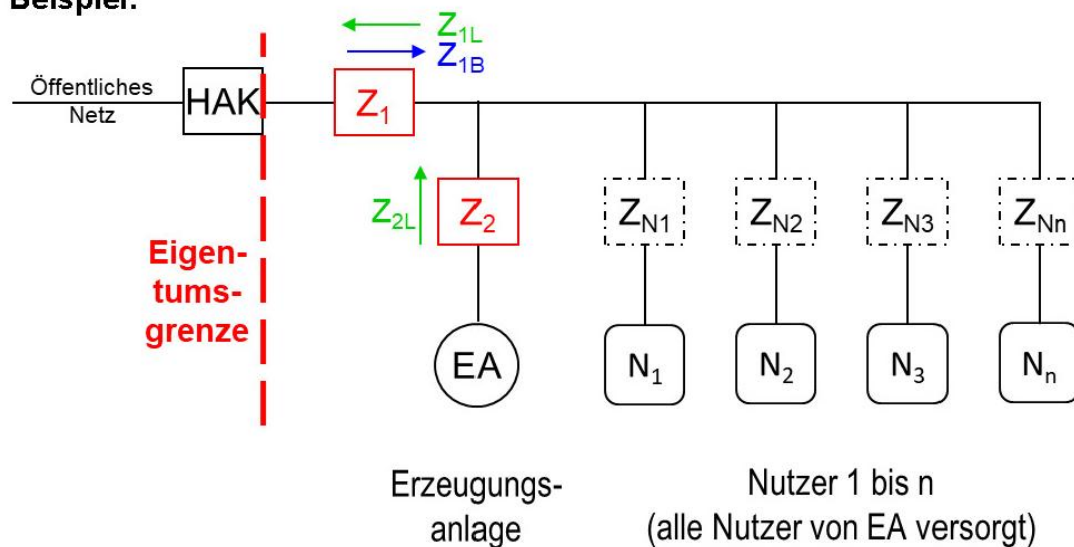 Beispiel:
Z1L
Z1B
Öffentliches
Netz
HAK
Z1
Z2L
Z2
ZN1
ZN2
ZN3
ZNn
Eigen-
tums-
grenze
EA
N1
N2
N3
Nn
Erzeugungs-
anlage
Nutzer 1 bis n
(alle Nutzer von EA versorgt)